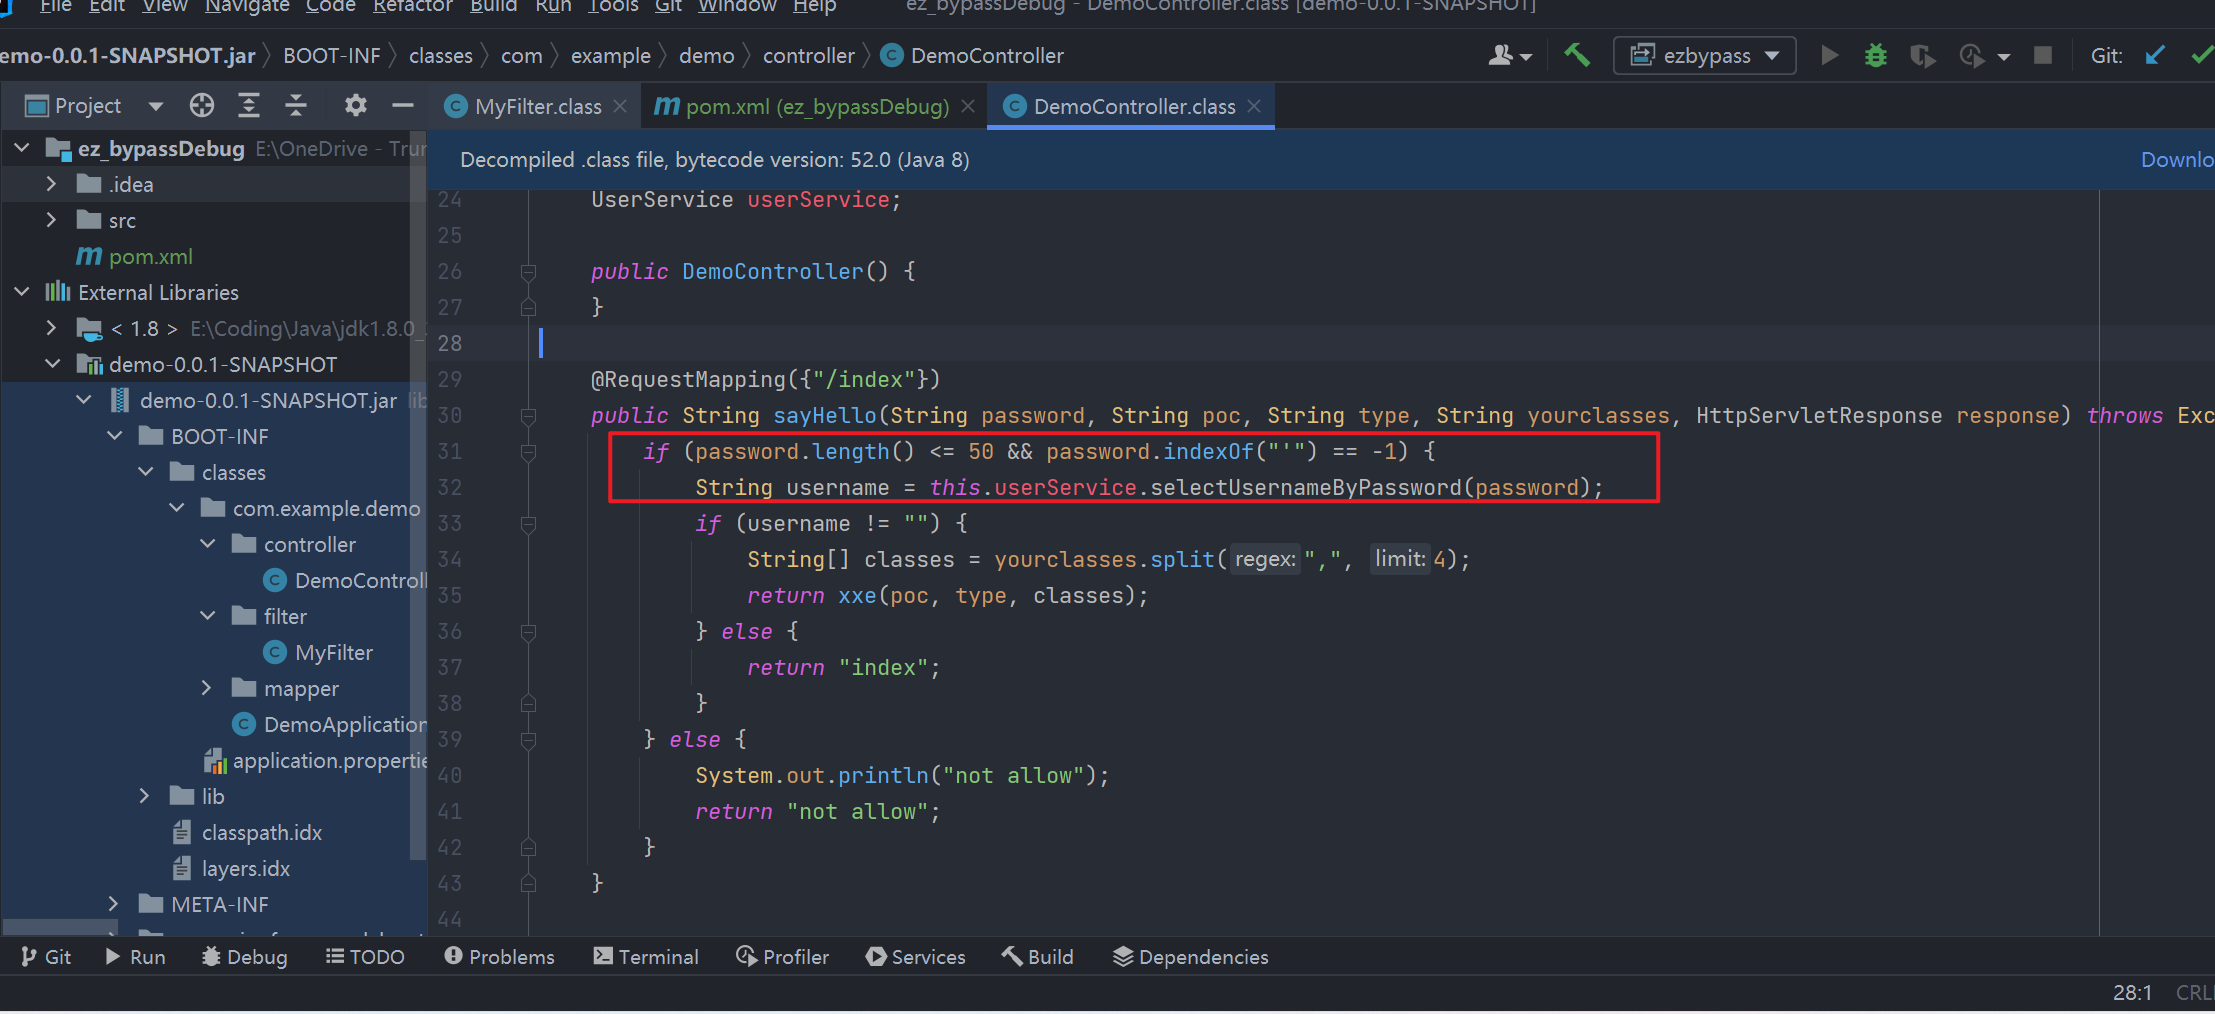 File Edit View Navigate Code Refactor Build Run Tools Git Window Help ez_bypassDebug - DemoController.class [demo-0.0.1-SNAPSHOT]
emo-0.0.1-SNAPSHOT.jar BOOT-INF classes com example demo controller DemoController ezbypass Git:
Project MyFilter.class pom.xml (ez_bypassDebug) DemoController.class
ez_bypassDebug E:\OneDrive - Trur
.idea
src
pom.xml
External Libraries
< 1.8 > E:\Coding\Java\jdk1.8.0_
demo-0.0.1-SNAPSHOT
demo-0.0.1-SNAPSHOT.jar lib
BOOT-INF
classes
com.example.demo
controller
DemoControll
filter
MyFilter
mapper
DemoApplication
application.propertie
lib
classpath.idx
layers.idx
META-INF
Decompiled .class file, bytecode version: 52.0 (Java 8) Downlo
24 UserService userService;
25
26 public DemoController() {
27 }
28
29 @RequestMapping({"/index"})
30 public String sayHello(String password, String poc, String type, String yourclasses, HttpServletResponse response) throws Exc
31 if (password.length() <= 50 && password.indexOf("'") == -1) {
32 String username = this.userService.selectUsernameByPassword(password);
33 if (username != "") {
34 String[] classes = yourclasses.split( regex: ",", limit: 4);
35 return xxe(poc, type, classes);
36 } else {
37 return "index";
38 }
39 } else {
40 System.out.println("not allow");
41 return "not allow";
42 }
43 }
44
Git Run Debug TODO Problems Terminal Profiler Services Build Dependencies
28:1 CRL